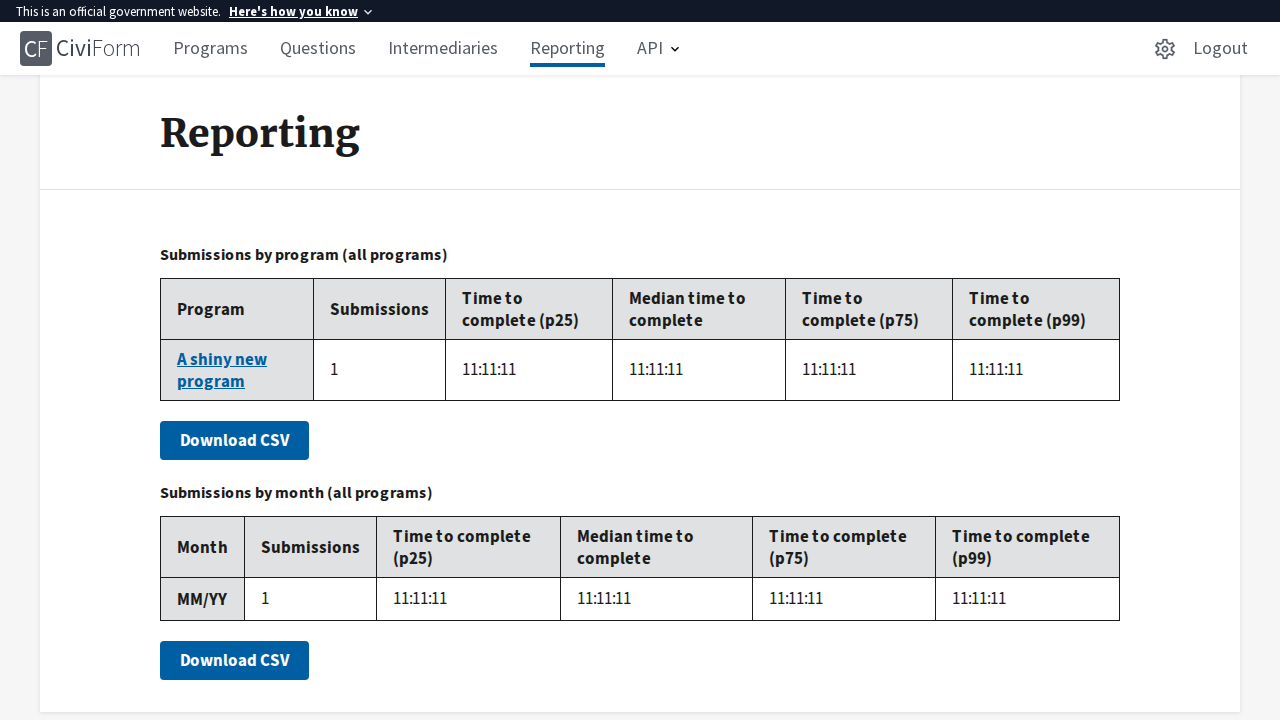 This is an official government website. Here's how you know
CF CiviForm Programs Questions Intermediaries Reporting API Logout
Reporting
Submissions by program (all programs)
Program Submissions Time to complete (p25) Median time to complete Time to complete (p75) Time to complete (p99)
A shiny new program 1 11:11:11 11:11:11 11:11:11 11:11:11
Download CSV
Submissions by month (all programs)
Month Submissions Time to complete (p25) Median time to complete Time to complete (p75) Time to complete (p99)
MM/YY 1 11:11:11 11:11:11 11:11:11 11:11:11
Download CSV